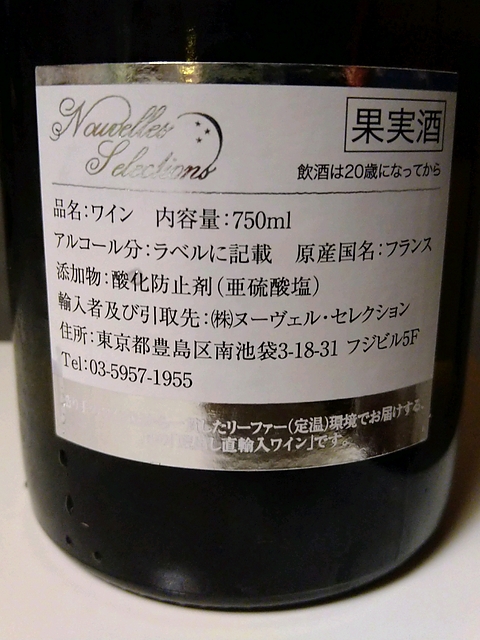 Nouvelles
Selections
果実酒
飲酒は20歳になってから
品名:ワイン 内容量:750ml
アルコール分:ラベルに記載 原産国名:フランス
添加物:酸化防止剤(亜硫酸塩)
輸入者及び引取先:(株)ヌーヴェル・セレクション
住所:東京都豊島区南池袋3-18-31 フジビル5F
Tel:03-5957-1955
したリーファー(定温)環境でお届けする、
し直輸入ワイン」です。